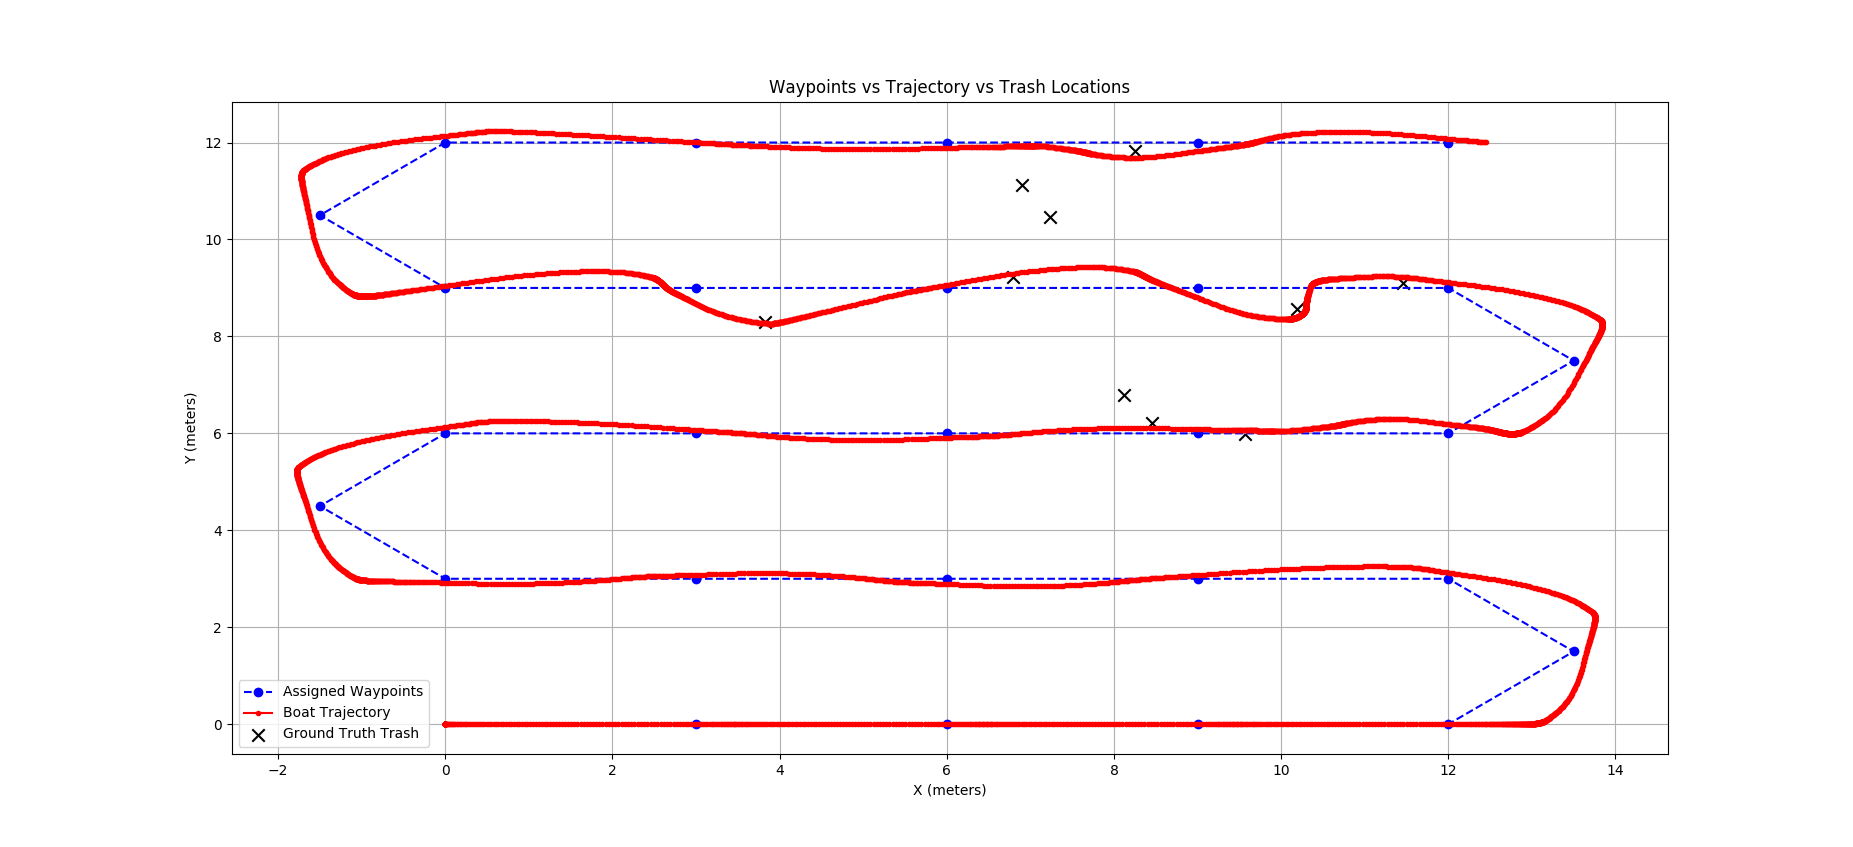 Waypoints vs Trajectory vs Trash Locations
12
10
8
6
4
2
0
Y (meters)
Assigned Waypoints
Boat Trajectory
Ground Truth Trash
−2 0 2 4 6 8 10 12 14
X (meters)